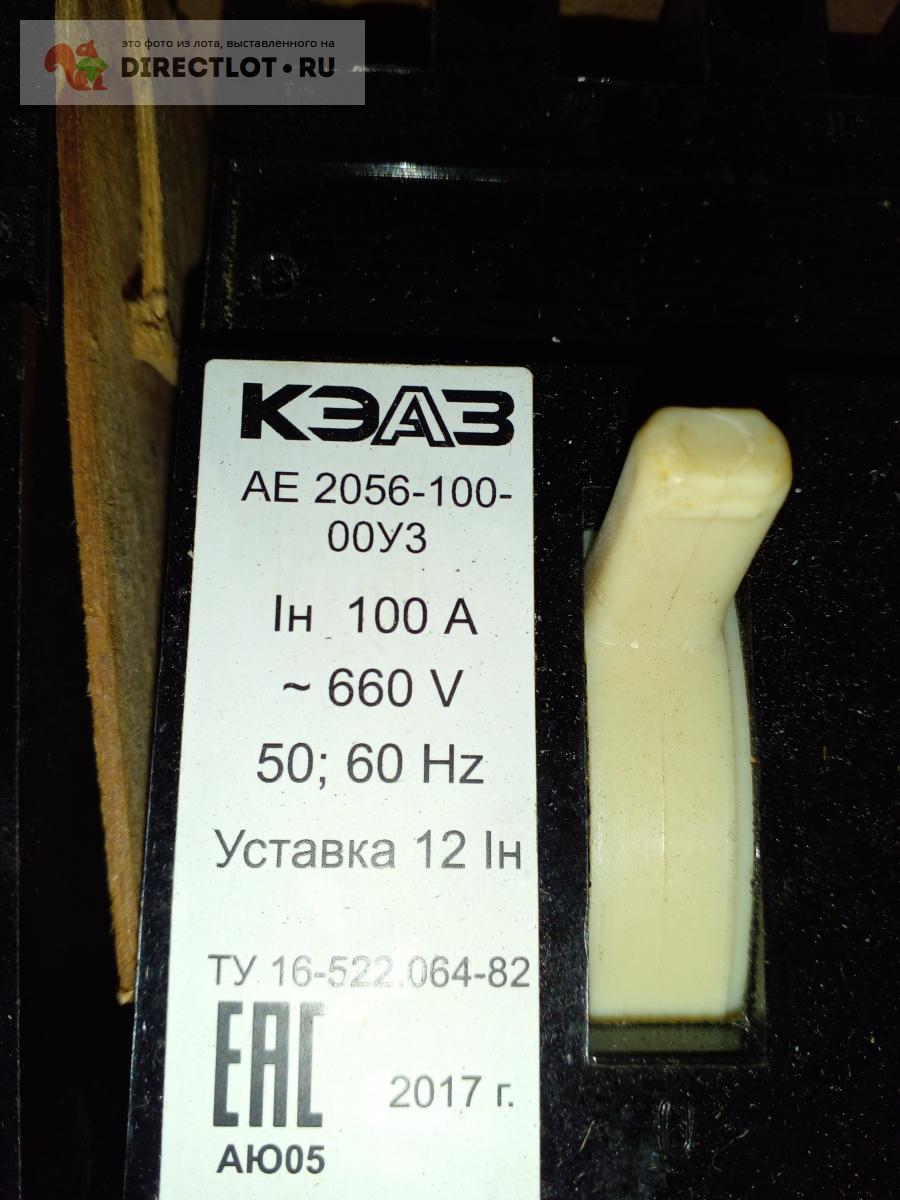 это фото из лота, выставленного на
DIRECTLOT•RU
КЭАЗ
АЕ 2056-100-
00У3
Iн 100 А
~ 660 V
50; 60 Hz
Уставка 12 Iн
ТУ 16-522.064-82
ЕАС
2017 г.
АЮ05